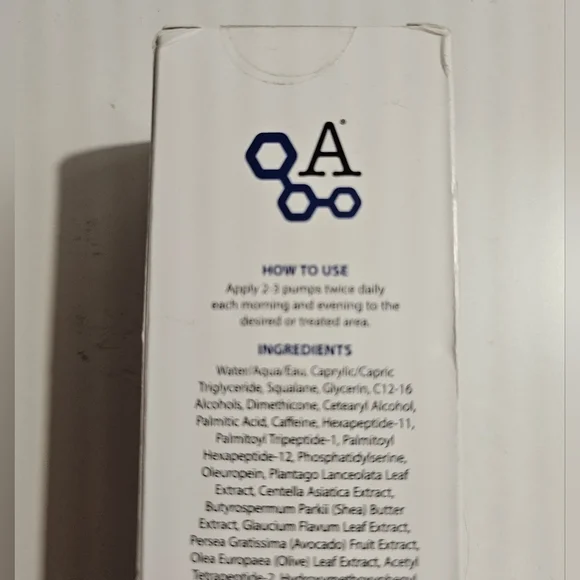 A
HOW TO USE
Apply 2-3 pumps twice daily
each morning and evening to the
desired or treated area.
INGREDIENTS
Water/Aqua/Eau, Caprylic/Capric
Triglyceride, Squalane, Glycerin, C12-16
Alcohols, Dimethicone, Cetearyl Alcohol,
Palmitic Acid, Caffeine, Hexapeptide-11,
Palmitoyl Tripeptide-1, Palmitoyl
Hexapeptide-12, Phosphatidylserine,
Oleuropein, Plantago Lanceolata Leaf
Extract, Centella Asiatica Extract,
Butyrospermum Parkii (Shea) Butter
Extract, Glaucium Flavum Leaf Extract,
Persea Gratissima (Avocado) Fruit Extract,
Olea Europaea (Olive) Leaf Extract, Acetyl
Tetrapeptide-2,